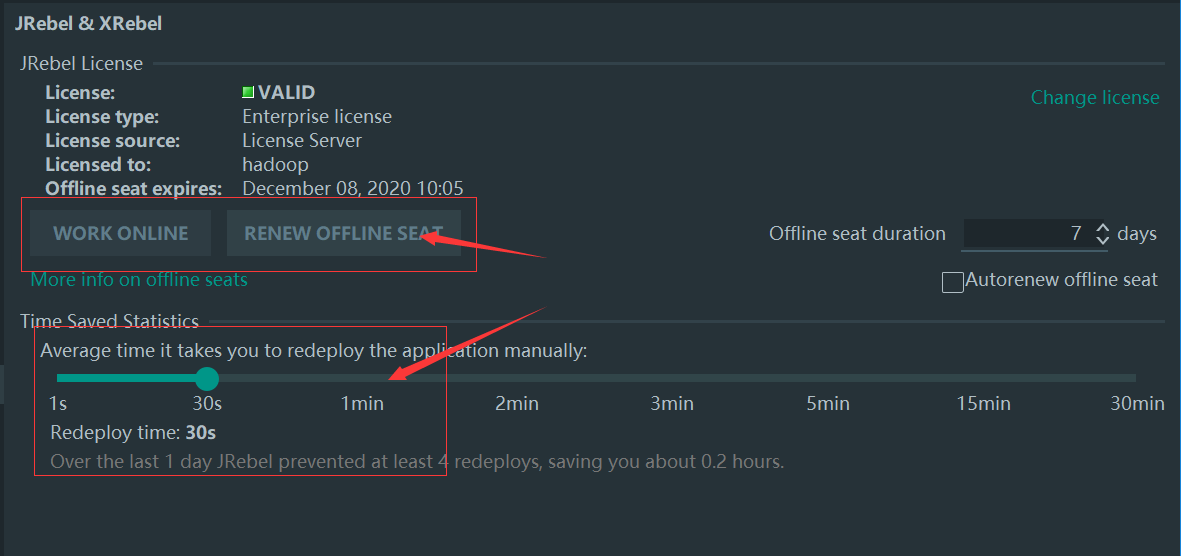 JRebel & XRebel
JRebel License
License: VALID
Change license
License type: Enterprise license
License source: License Server
Licensed to: hadoop
Offline seat expires: December 08, 2020 10:05
WORK ONLINE RENEW OFFLINE SEAT Offline seat duration 7 days
More info on offline seats Autorenew offline seat
Time Saved Statistics
Average time it takes you to redeploy the application manually:
1s 30s 1min 2min 3min 5min 15min 30min
Redeploy time: 30s
Over the last 1 day JRebel prevented at least 4 redeploys, saving you about 0.2 hours.